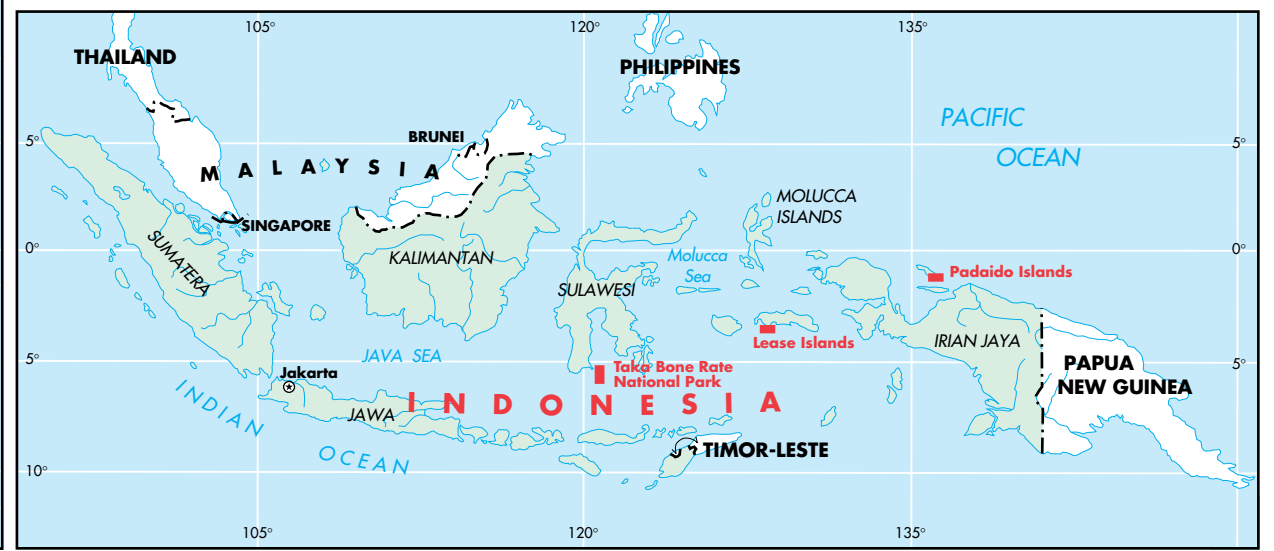 105°
120°
135°
THAILAND
PHILIPPINES
PACIFIC
OCEAN
5°
BRUNEI
5°
MALAYSIA
MOLUCCA
ISLANDS
SINGAPORE
SUMATERA
0°
KALIMANTAN
Molucca
Sea
0°
Padaido Islands
SULAWESI
Lease Islands
IRIAN JAYA
JAVA SEA
5°
Taka Bone Rate
National Park
5°
PAPUA
NEW GUINEA
Jakarta
INDIAN
OCEAN
JAWA
INDONESIA
TIMOR-LESTE
10°
105°
120°
135°